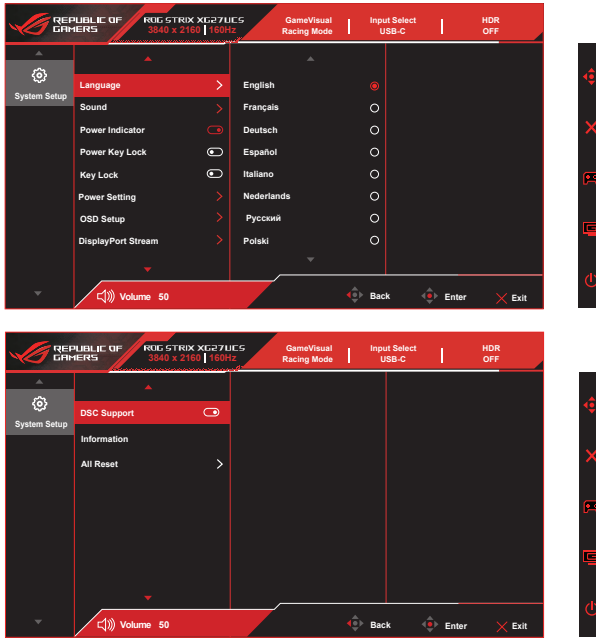 REPUBLIC OF GAMERS
ROG STRIX XG27UCS
3840 x 2160 160Hz
GameVisual
Racing Mode
Input Select
USB-C
HDR
OFF
System Setup
Language
Sound
Power Indicator
Power Key Lock
Key Lock
Power Setting
OSD Setup
DisplayPort Stream
English
Français
Deutsch
Español
Italiano
Nederlands
Русский
Polski
Volume 50
Back
Enter
Exit
REPUBLIC OF GAMERS
ROG STRIX XG27UCS
3840 x 2160 160Hz
GameVisual
Racing Mode
Input Select
USB-C
HDR
OFF
System Setup
DSC Support
Information
All Reset
Volume 50
Back
Enter
Exit